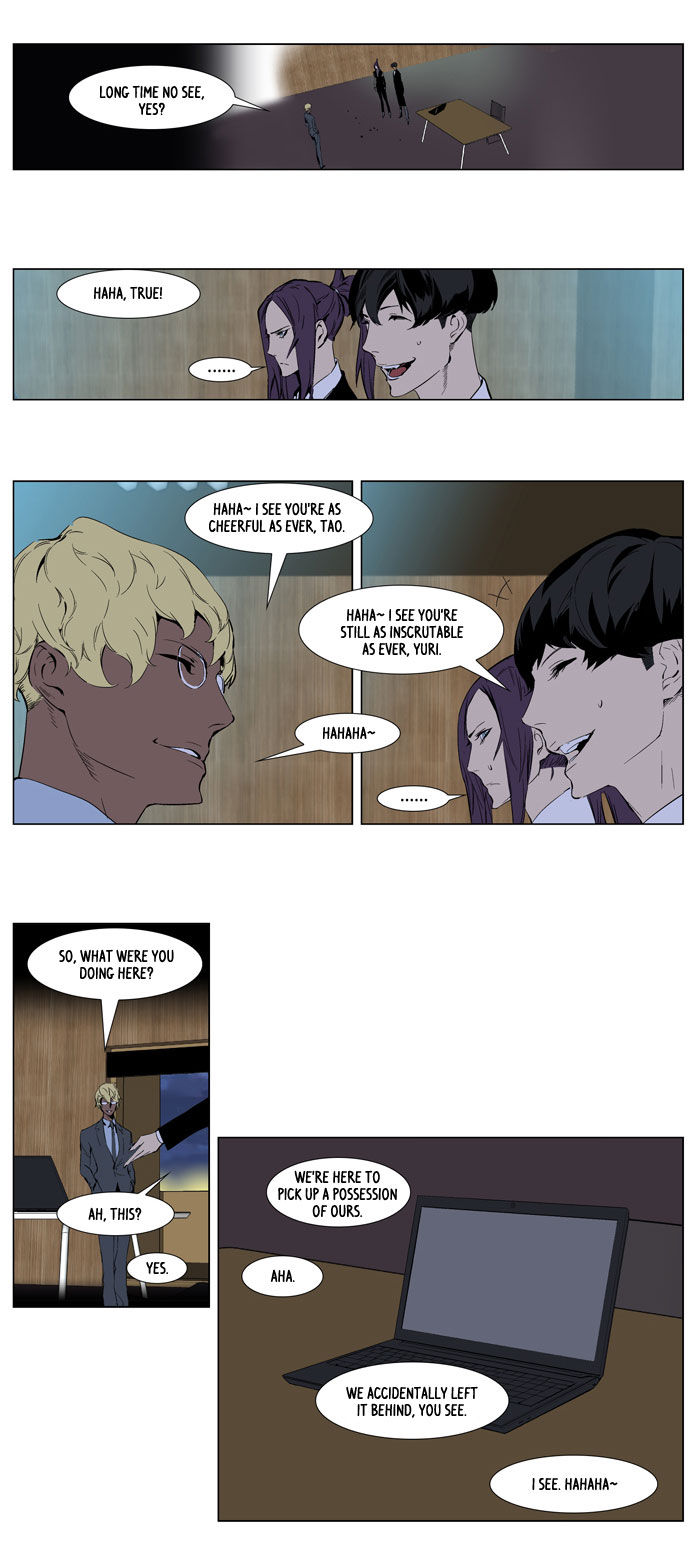 LONG TIME NO SEE,
YES?
HAHA, TRUE!
......
HAHA~ I SEE YOU'RE AS
CHEERFUL AS EVER, TAO.
HAHA~ I SEE YOU'RE
STILL AS INSCRUTABLE
AS EVER, YURI.
HAHAHA~
......
SO, WHAT WERE YOU
DOING HERE?
AH, THIS?
YES.
WE'RE HERE TO
PICK UP A POSSESSION
OF OURS.
AHA.
WE ACCIDENTALLY LEFT
IT BEHIND, YOU SEE.
I SEE. HAHAHA~